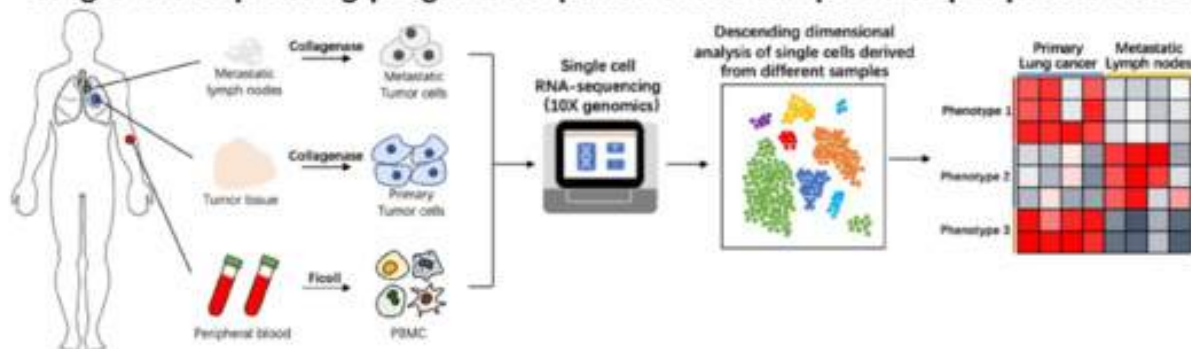 Metastatic
lymph nodes
Collagenase
Metastatic
Tumor cells
Tumor tissue
Collagenase
Primary
Tumor cells
Peripheral blood
Ficoll
PBMC
Single cell
RNA-sequencing
(10X genomics)
Descending dimensional
analysis of single cells derived
from different samples
Primary
Lung cancer
Metastatic
Lymph nodes
Phenotype 1
Phenotype 2
Phenotype 3